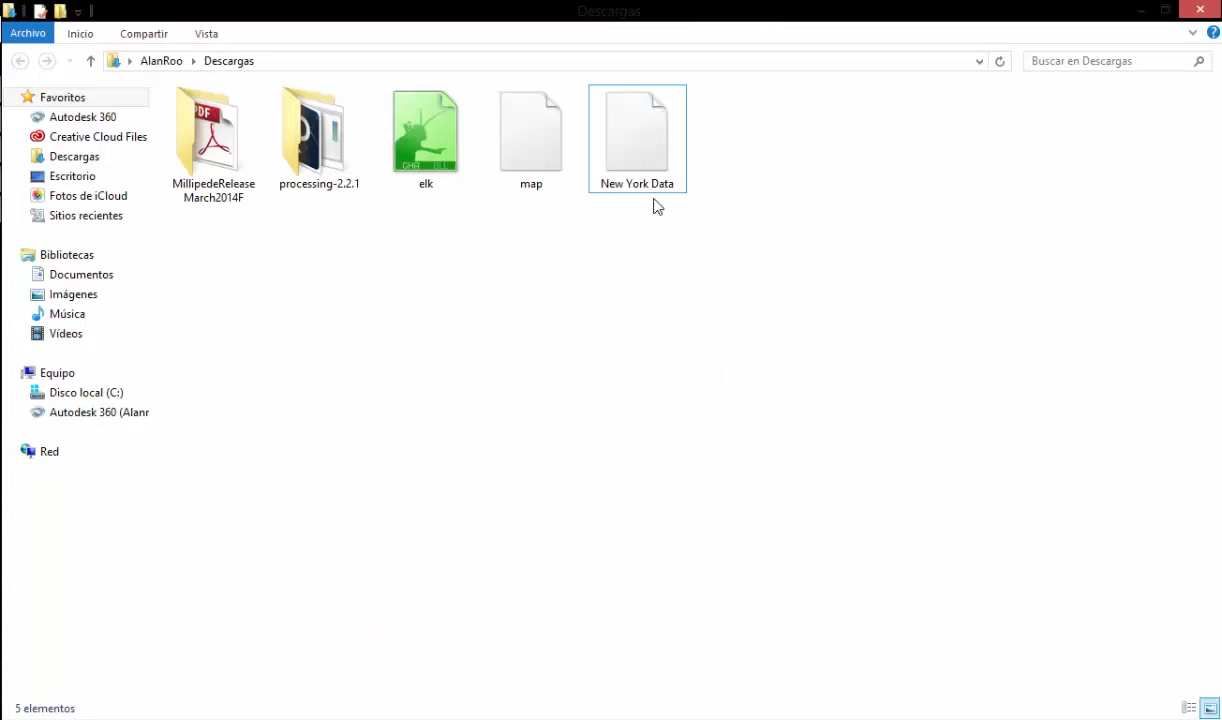 Descargas
Archivo Inicio Compartir Vista
AlanRoo Descargas Buscar en Descargas
Favoritos
Autodesk 360
Creative Cloud Files
Descargas
Escritorio
Fotos de iCloud
Sitios recientes
Bibliotecas
Documentos
Imágenes
Música
Vídeos
Equipo
Disco local (C:)
Autodesk 360 (Alanr
Red
PDF
MillipedeRelease
March2014F
processing-2.2.1
GHA
elk
map
New York Data
5 elementos